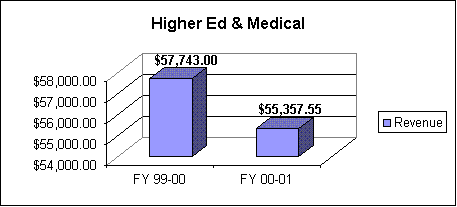 Higher Ed & Medical
$57,743.00
$58,000.00
$57,000.00
$55,357.55
$56,000.00
$55,000.00
$54,000.00
Revenue
FY 99-00
FY 00-01